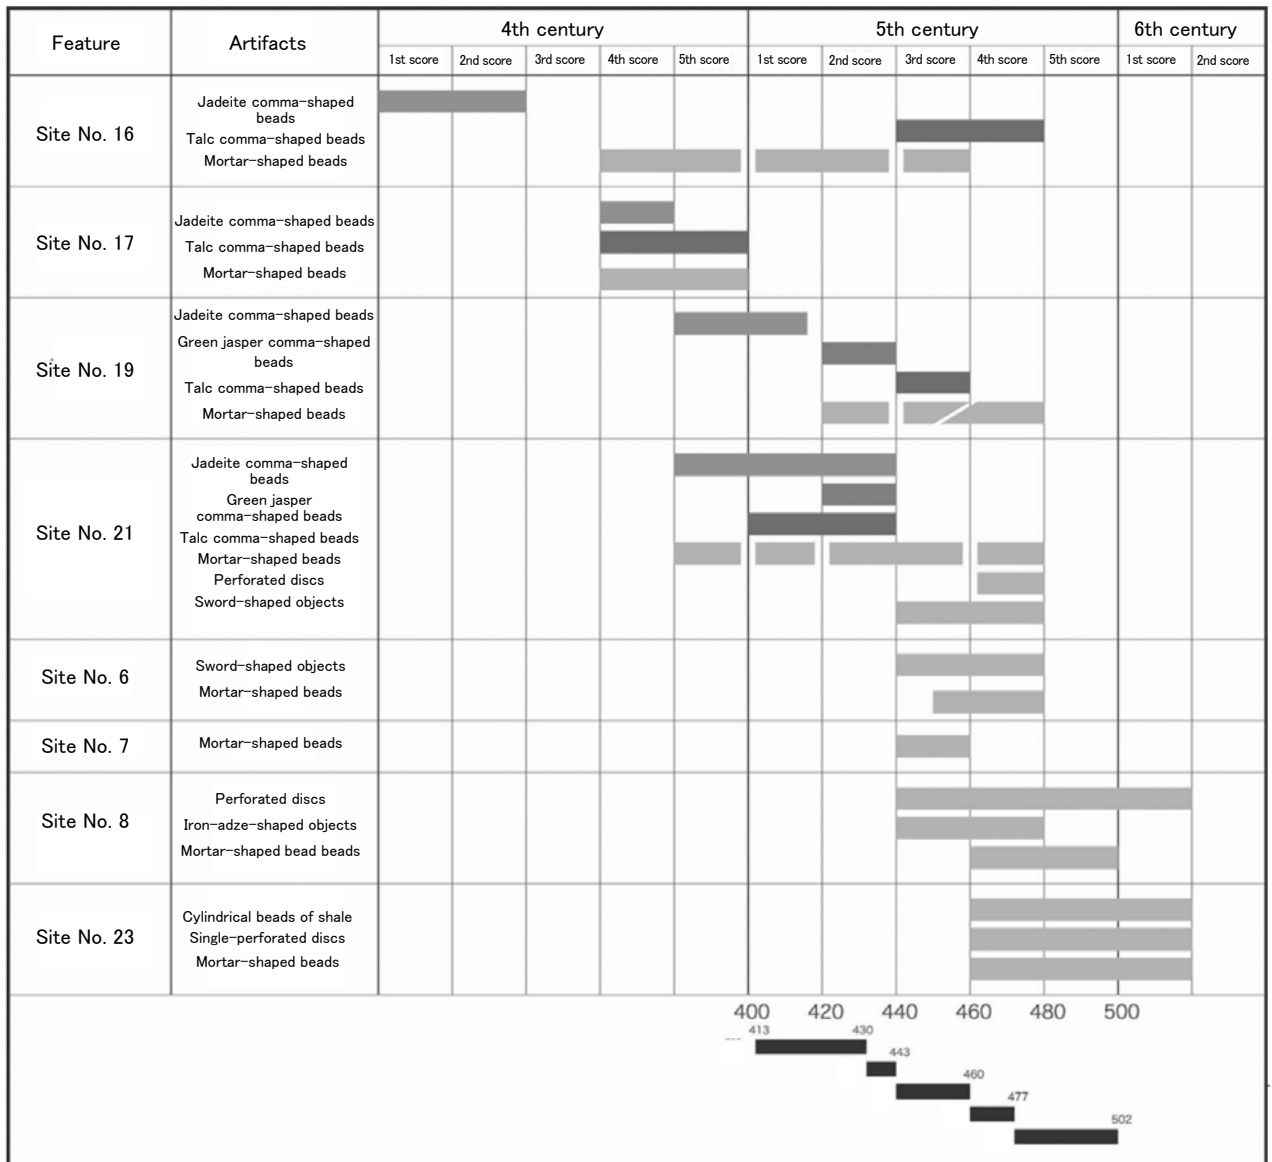 Feature
Artifacts
4th century
5th century
6th century
1st score
2nd score
3rd score
4th score
5th score
1st score
2nd score
3rd score
4th score
5th score
1st score
2nd score
Site No. 16
Jadeite comma-shaped
beads
Talc comma-shaped beads
Mortar-shaped beads
Site No. 17
Jadeite comma-shaped beads
Talc comma-shaped beads
Mortar-shaped beads
Site No. 19
Jadeite comma-shaped beads
Green jasper comma-shaped
beads
Talc comma-shaped beads
Mortar-shaped beads
Site No. 21
Jadeite comma-shaped
beads
Green jasper
comma-shaped beads
Talc comma-shaped beads
Mortar-shaped beads
Perforated discs
Sword-shaped objects
Site No. 6
Sword-shaped objects
Mortar-shaped beads
Site No. 7
Mortar-shaped beads
Site No. 8
Perforated discs
Iron-adze-shaped objects
Mortar-shaped bead beads
Site No. 23
Cylindrical beads of shale
Single-perforated discs
Mortar-shaped beads
400 420 440 460 480 500
413 430
443
460
477
502